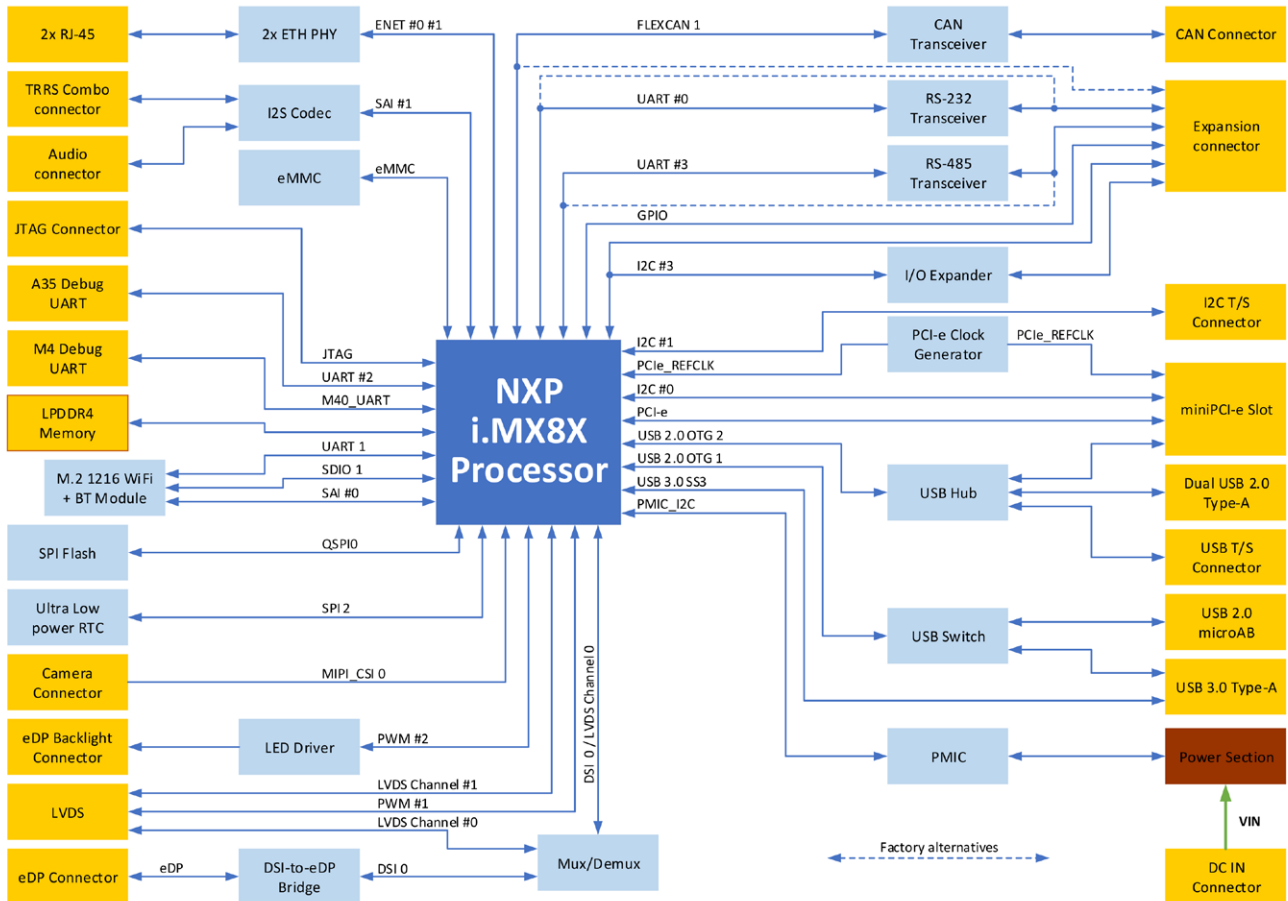 2x RJ-45
2x ETH PHY
ENET #0 #1
FLEXCAN 1
CAN
Transceiver
CAN Connector
TRRS Combo
connector
I2S Codec
SAI #1
UART #0
RS-232
Transceiver
Expansion
connector
Audio
connector
eMMC
eMMC
UART #3
RS-485
Transceiver
JTAG Connector
GPIO
I2C #3
I/O Expander
A35 Debug
UART
I2C T/S
Connector
M4 Debug
UART
JTAG
UART #2
M40_UART
NXP
i.MX8X
Processor
I2C #1
PCIe_REFCLK
PCI-e Clock
Generator
PCIe_REFCLK
I2C #0
PCI-e
miniPCI-e Slot
LPDDR4
Memory
USB 2.0 OTG 2
USB 2.0 OTG 1
USB 3.0 SS3
PMIC_I2C
UART 1
SDIO 1
SAI #0
M.2 1216 WiFi
+ BT Module
USB Hub
Dual USB 2.0
Type-A
USB T/S
Connector
SPI Flash
QSPI0
Ultra Low
power RTC
SPI 2
USB Switch
USB 2.0
microAB
Camera
Connector
MIPI_CSI 0
DSI 0 / LVDS Channel 0
USB 3.0 Type-A
eDP Backlight
Connector
LED Driver
PWM #2
PMIC
Power Section
LVDS
LVDS Channel #1
PWM #1
LVDS Channel #0
VIN
eDP Connector
eDP
DSI-to-eDP
Bridge
DSI 0
Mux/Demux
Factory alternatives
DC IN
Connector